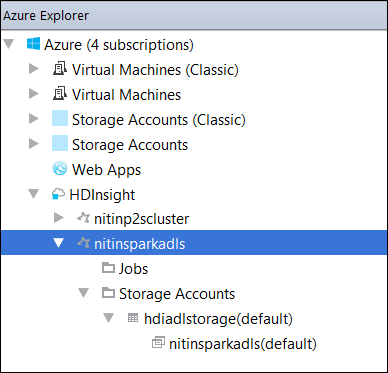 Azure Explorer
Azure (4 subscriptions)
Virtual Machines (Classic)
Virtual Machines
Storage Accounts (Classic)
Storage Accounts
Web Apps
HDInsight
nitinp2scluster
nitinsparkadls
Jobs
Storage Accounts
hdiadlstorage(default)
nitinsparkadls(default)